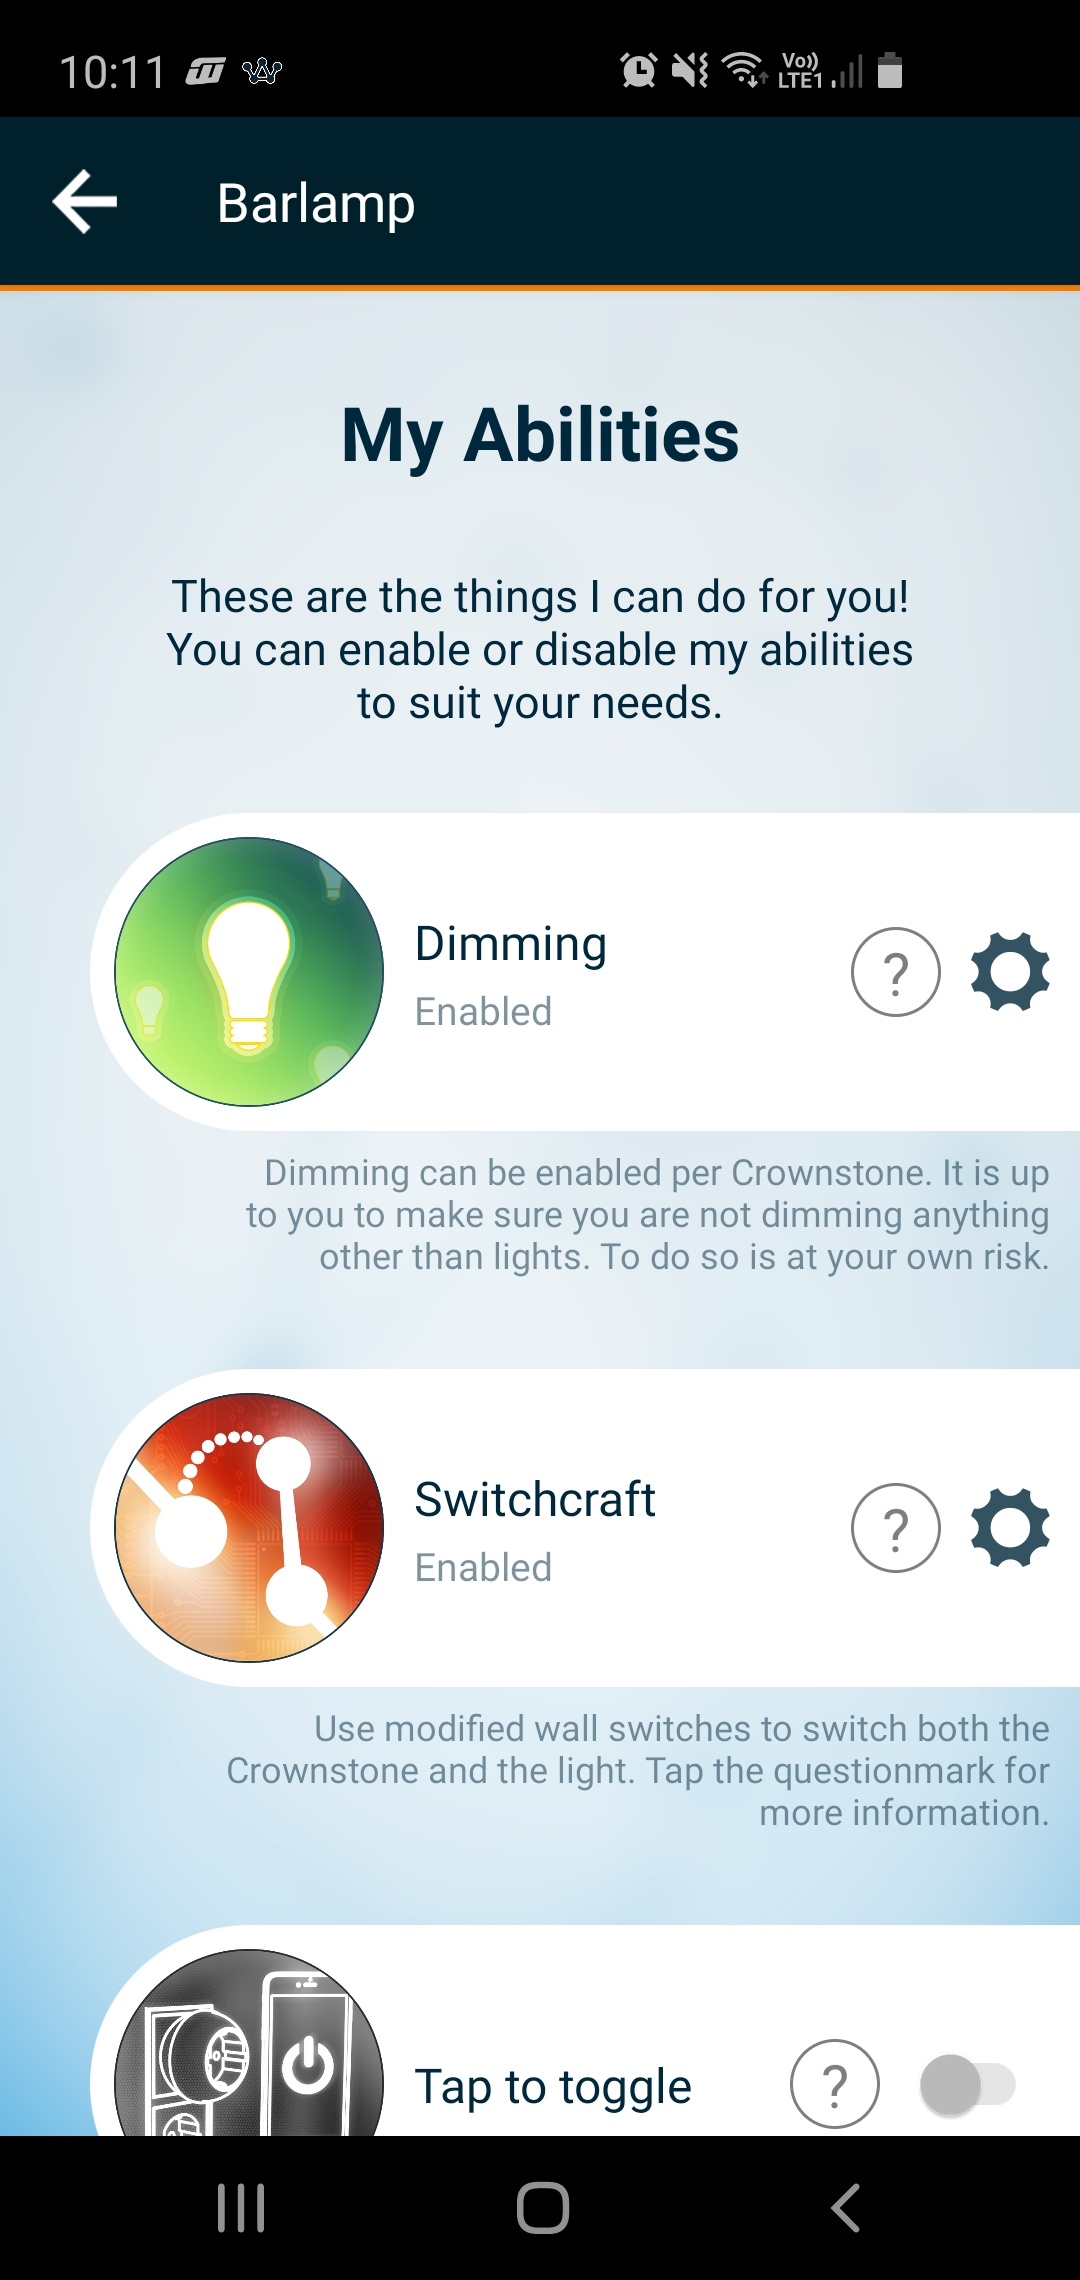 10:11
Vo))
LTE1
Barlamp
My Abilities
These are the things I can do for you!
You can enable or disable my abilities
to suit your needs.
Dimming
?
Enabled
Dimming can be enabled per Crownstone. It is up
to you to make sure you are not dimming anything
other than lights. To do so is at your own risk.
Switchcraft
?
Enabled
Use modified wall switches to switch both the
Crownstone and the light. Tap the questionmark for
more information.
Tap to toggle
?